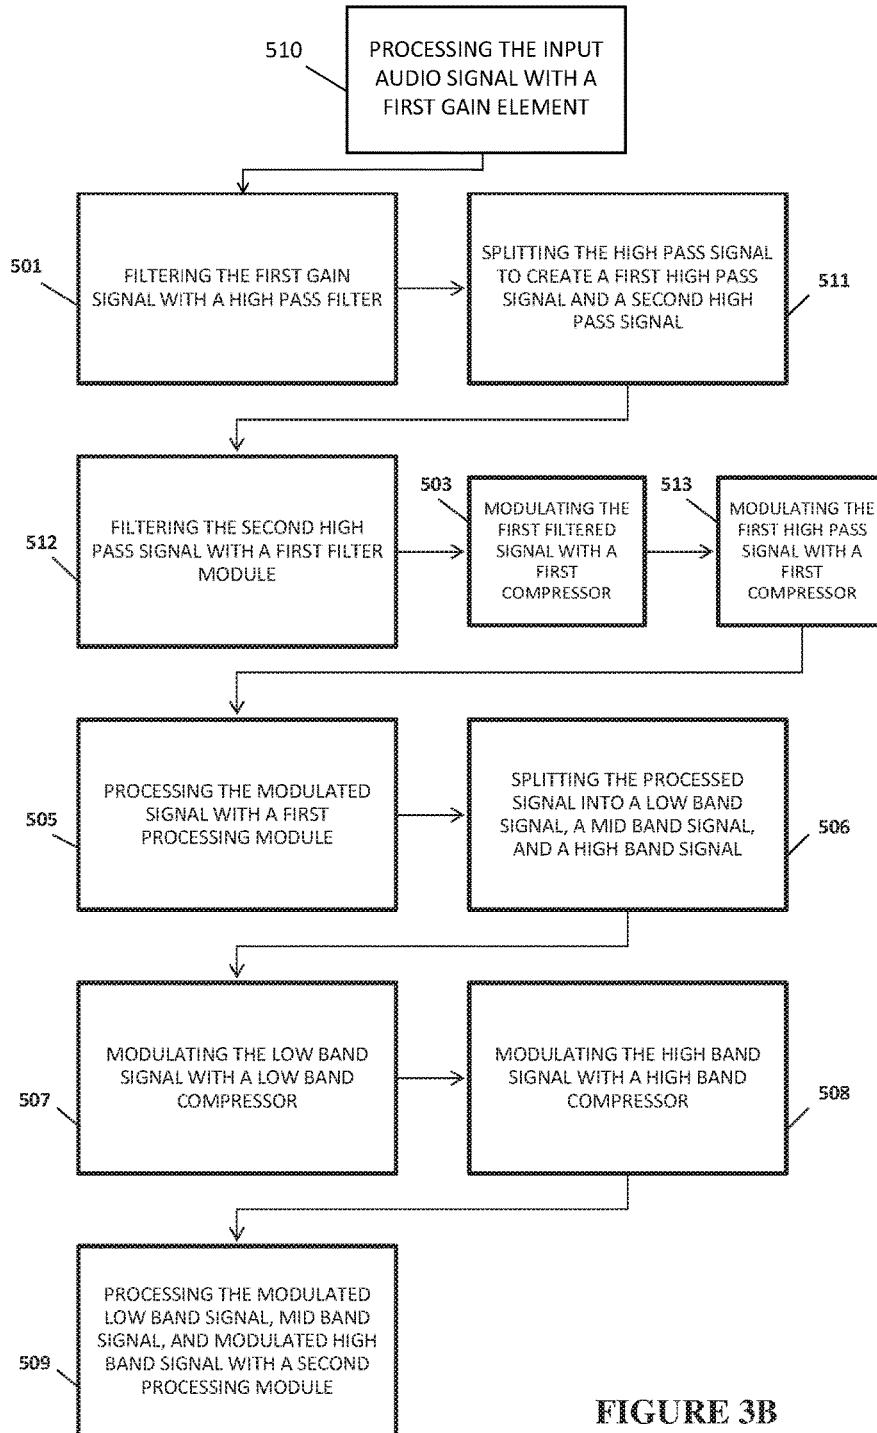 510
PROCESSING THE INPUT
AUDIO SIGNAL WITH A
FIRST GAIN ELEMENT
501
FILTERING THE FIRST GAIN
SIGNAL WITH A HIGH PASS FILTER
SPLITTING THE HIGH PASS SIGNAL
TO CREATE A FIRST HIGH PASS
SIGNAL AND A SECOND HIGH
PASS SIGNAL
511
512
FILTERING THE SECOND HIGH
PASS SIGNAL WITH A FIRST FILTER
MODULE
503
MODULATING THE
FIRST FILTERED
SIGNAL WITH A
FIRST
COMPRESSOR
513
MODULATING THE
FIRST HIGH PASS
SIGNAL WITH A
FIRST
COMPRESSOR
505
PROCESSING THE MODULATED
SIGNAL WITH A FIRST
PROCESSING MODULE
SPLITTING THE PROCESSED
SIGNAL INTO A LOW BAND
SIGNAL, A MID BAND SIGNAL,
AND A HIGH BAND SIGNAL
506
507
MODULATING THE LOW BAND
SIGNAL WITH A LOW BAND
COMPRESSOR
MODULATING THE HIGH BAND
SIGNAL WITH A HIGH BAND
COMPRESSOR
508
509
PROCESSING THE MODULATED
LOW BAND SIGNAL, MID BAND
SIGNAL, AND MODULATED HIGH
BAND SIGNAL WITH A SECOND
PROCESSING MODULE
FIGURE 3B